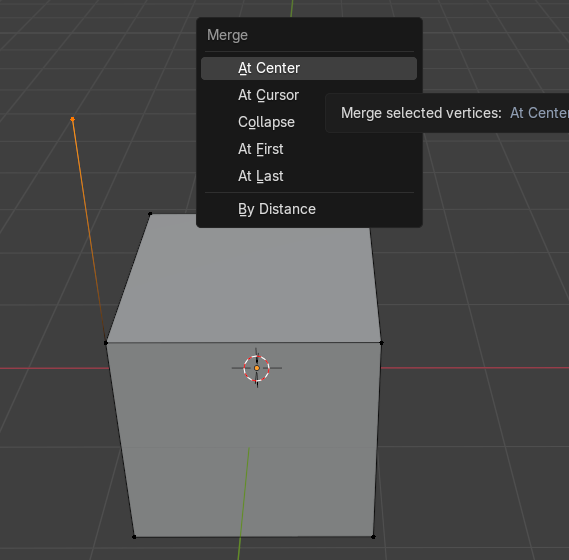 Merge
At Center
At Cursor
Merge selected vertices: At Center
Collapse
At First
At Last
By Distance